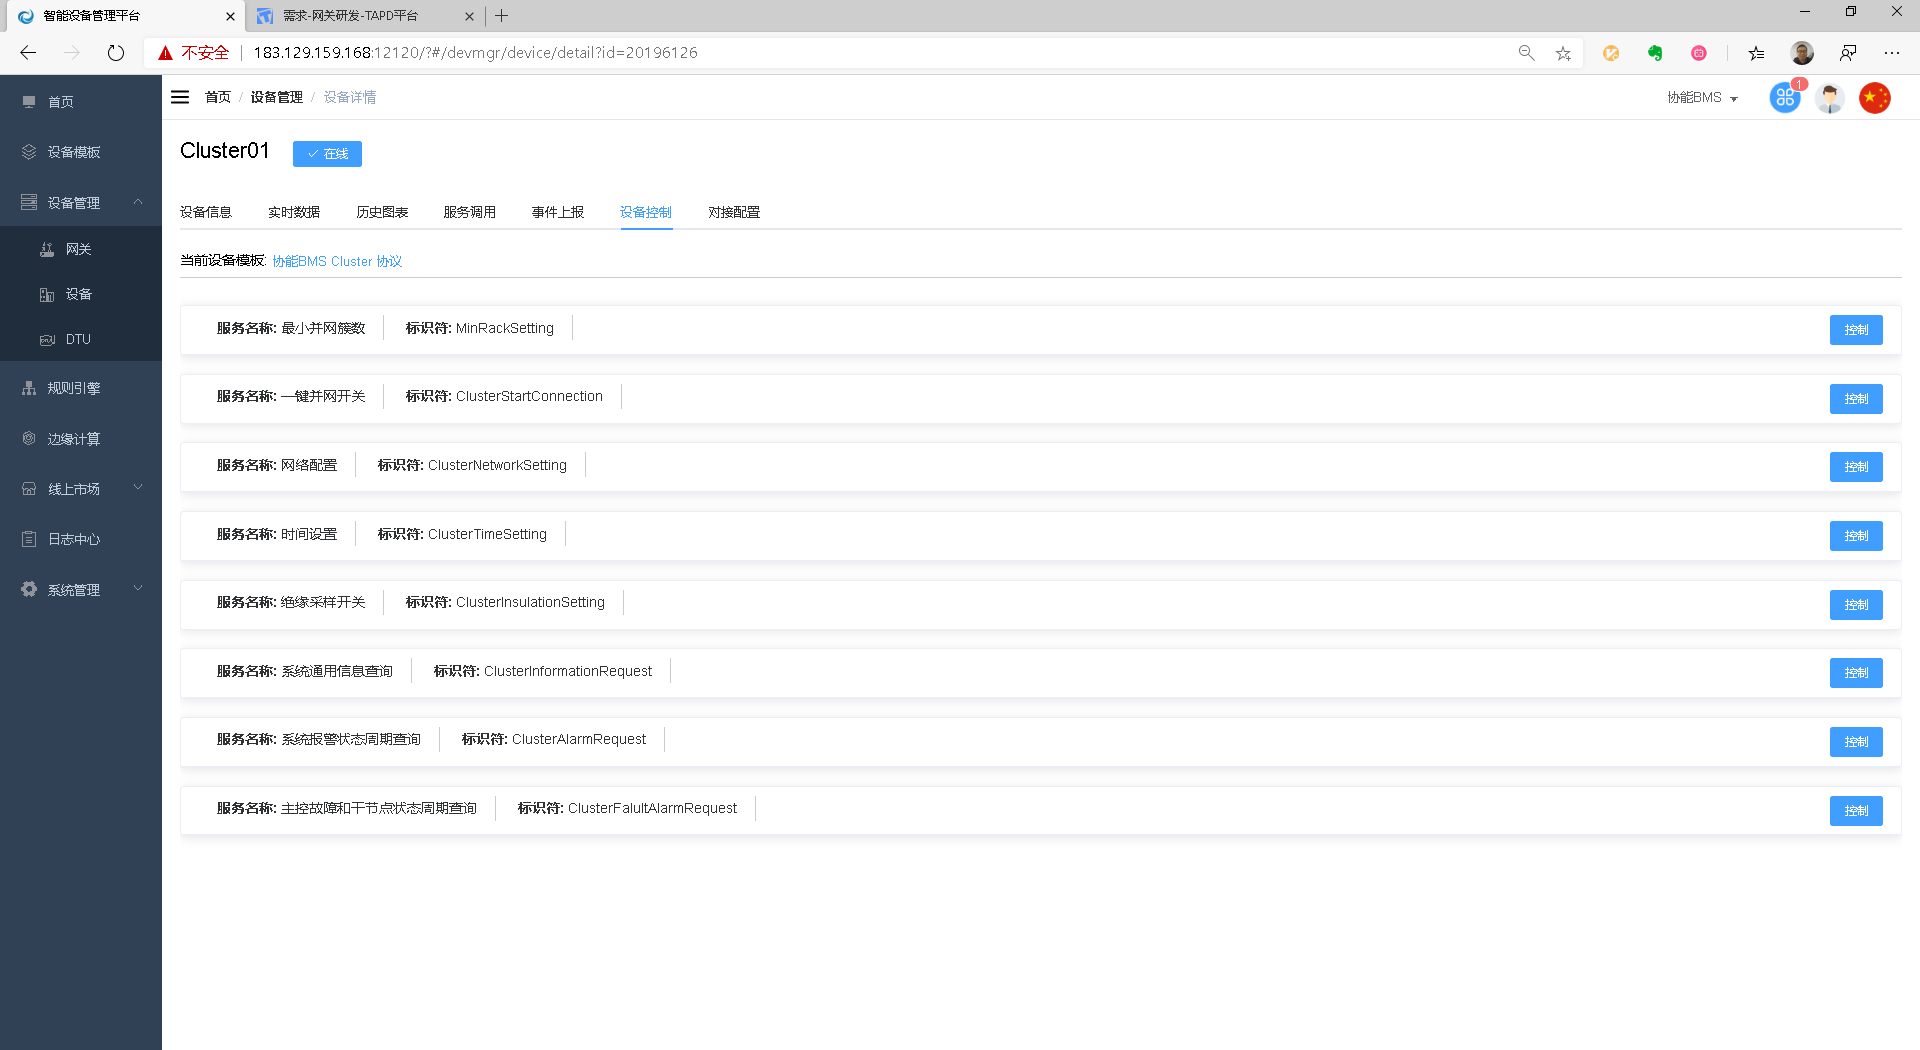 智能设备管理平台
需求-网关研发-TAPD平台
不安全 183.129.159.168:12120/?#/devmgr/device/detail?id=20196126
首页
设备模板
设备管理
网关
设备
DTU
规则引擎
边缘计算
线上市场
日志中心
系统管理
首页 / 设备管理 / 设备详情
协能BMS
1
Cluster01 在线
设备信息 实时数据 历史图表 服务调用 事件上报 设备控制 对接配置
当前设备模板: 协能BMS Cluster 协议
服务名称: 最小并网簇数 标识符: MinRackSetting 控制
服务名称: 一键并网开关 标识符: ClusterStartConnection 控制
服务名称: 网络配置 标识符: ClusterNetworkSetting 控制
服务名称: 时间设置 标识符: ClusterTimeSetting 控制
服务名称: 绝缘采样开关 标识符: ClusterInsulationSetting 控制
服务名称: 系统通用信息查询 标识符: ClusterInformationRequest 控制
服务名称: 系统报警状态周期查询 标识符: ClusterAlarmRequest 控制
服务名称: 主控故障和干节点状态周期查询 标识符: ClusterFalultAlarmRequest 控制